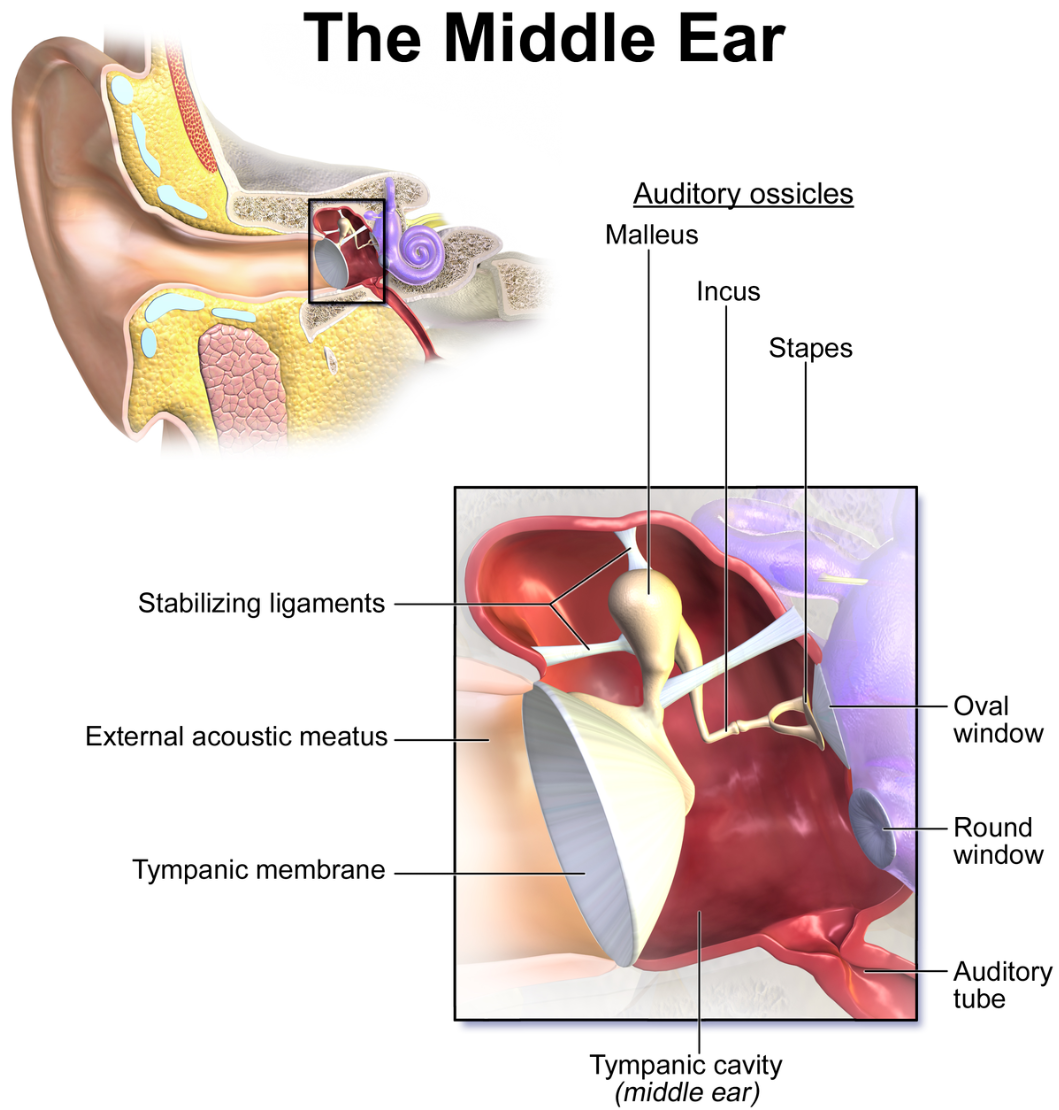 The Middle Ear
Auditory ossicles
Malleus
Incus
Stapes
Stabilizing ligaments
External acoustic meatus
Tympanic membrane
Oval
window
Round
window
Auditory
tube
Tympanic cavity
(middle ear)